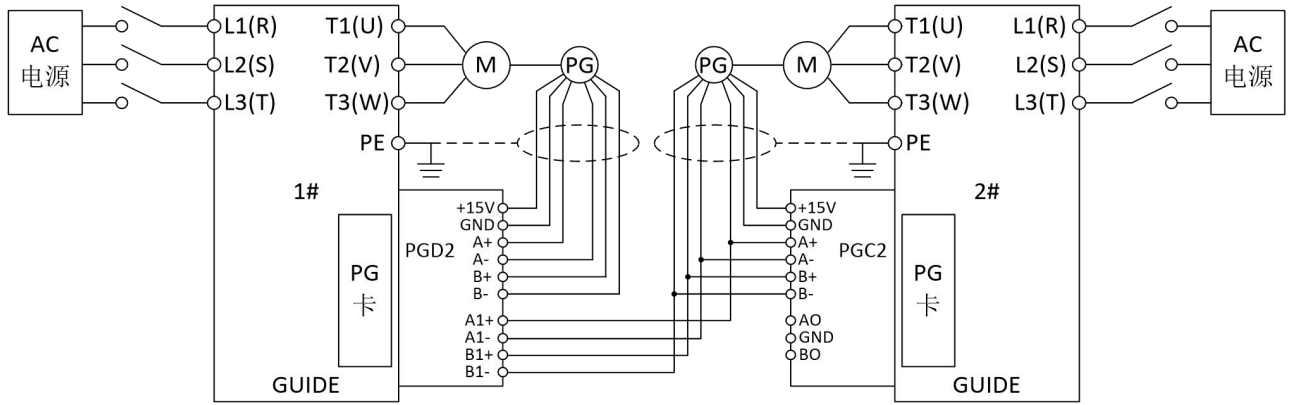 AC
电源
L1(R)
L2(S)
L3(T)
T1(U)
T2(V)
T3(W)
PE
M
PG
1#
PG
卡
GUIDE
PGD2
+15V
GND
A+
A-
B+
B-
A1+
A1-
B1+
B1-
PG
M
T1(U)
T2(V)
T3(W)
PE
L1(R)
L2(S)
L3(T)
AC
电源
2#
+15V
GND
A+
A-
B+
B-
AO
GND
BO
PGC2
PG
卡
GUIDE